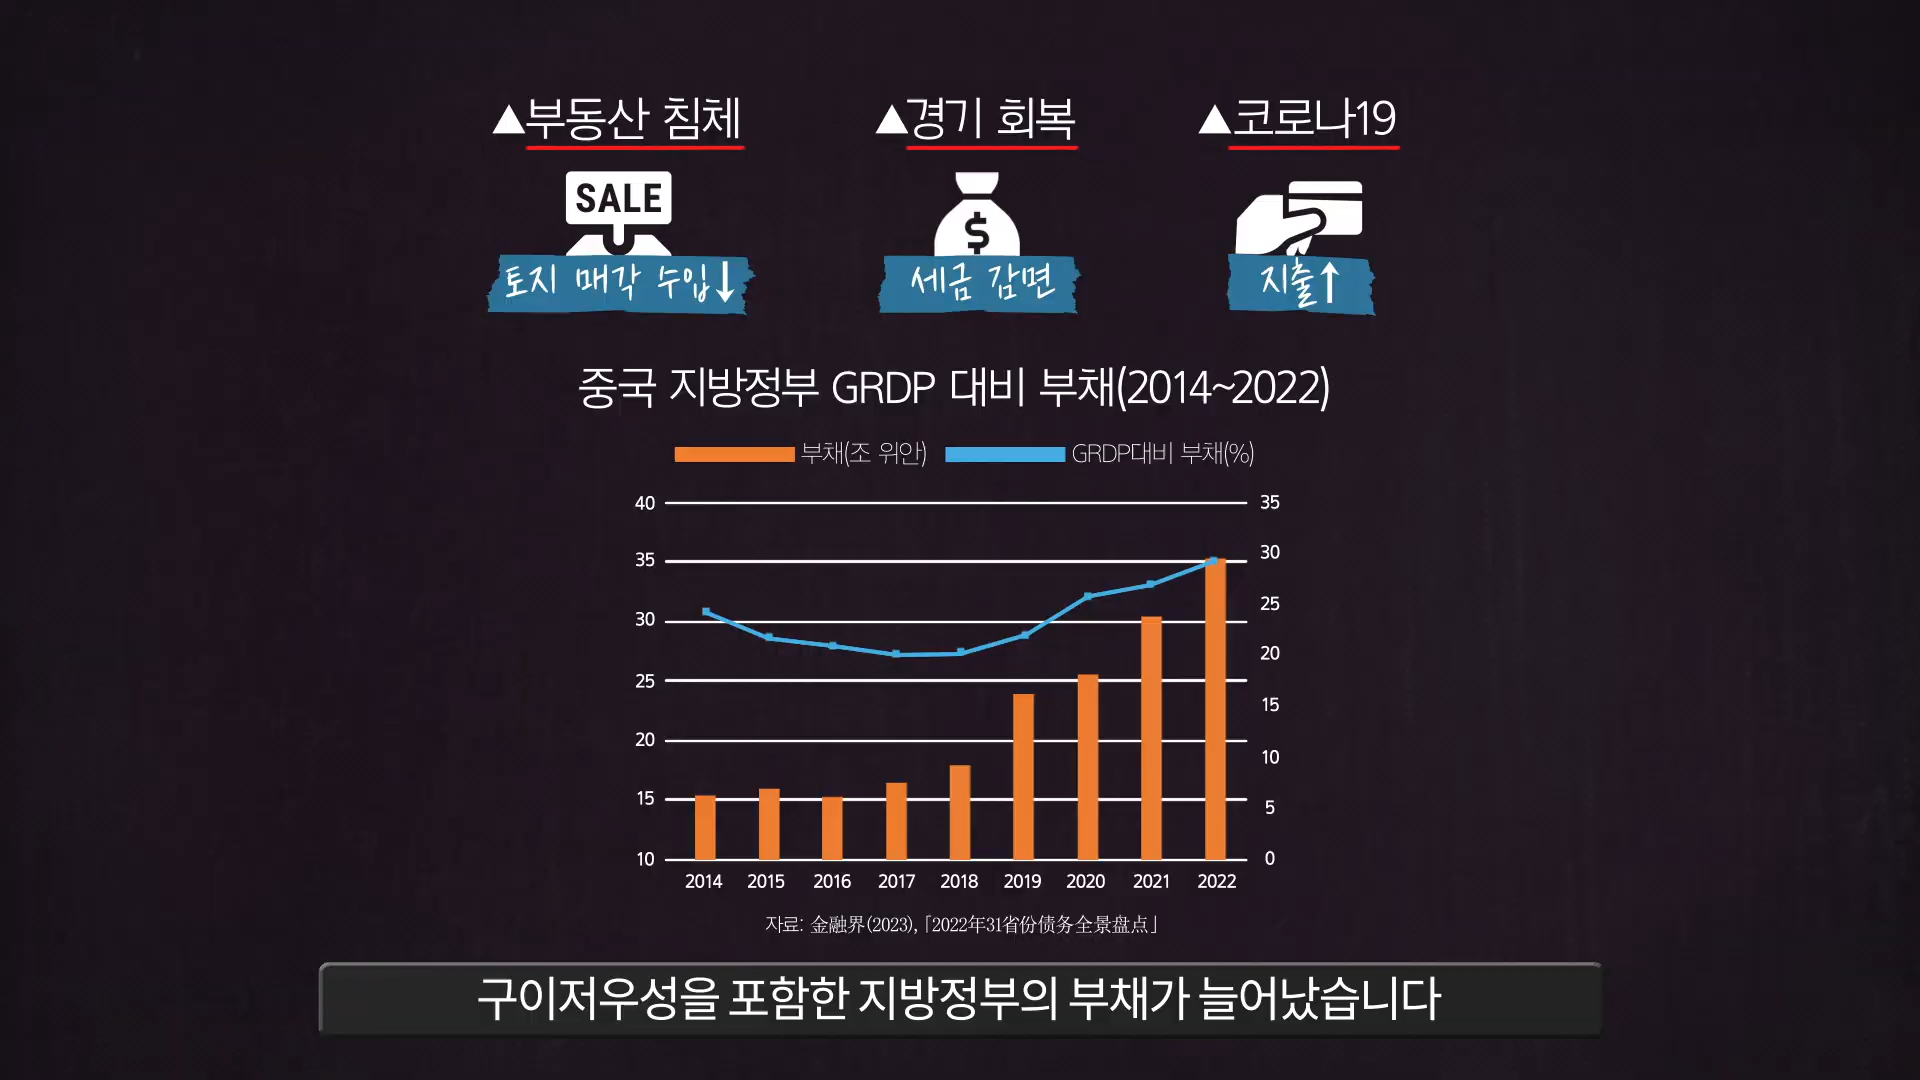 ▲부동산 침체
▲경기 회복
▲코로나19
SALE
$
토지 매각 수입↓
세금 감면
지출↑
중국 지방정부 GRDP 대비 부채(2014~2022)
부채(조 위안)
GRDP대비 부채(%)
40
35
30
25
20
15
10
35
30
25
20
15
10
5
0
2014 2015 2016 2017 2018 2019 2020 2021 2022
자료: 金融界(2023), 「2022年31省份债务全景盘点」
구이저우성을 포함한 지방정부의 부채가 늘어났습니다